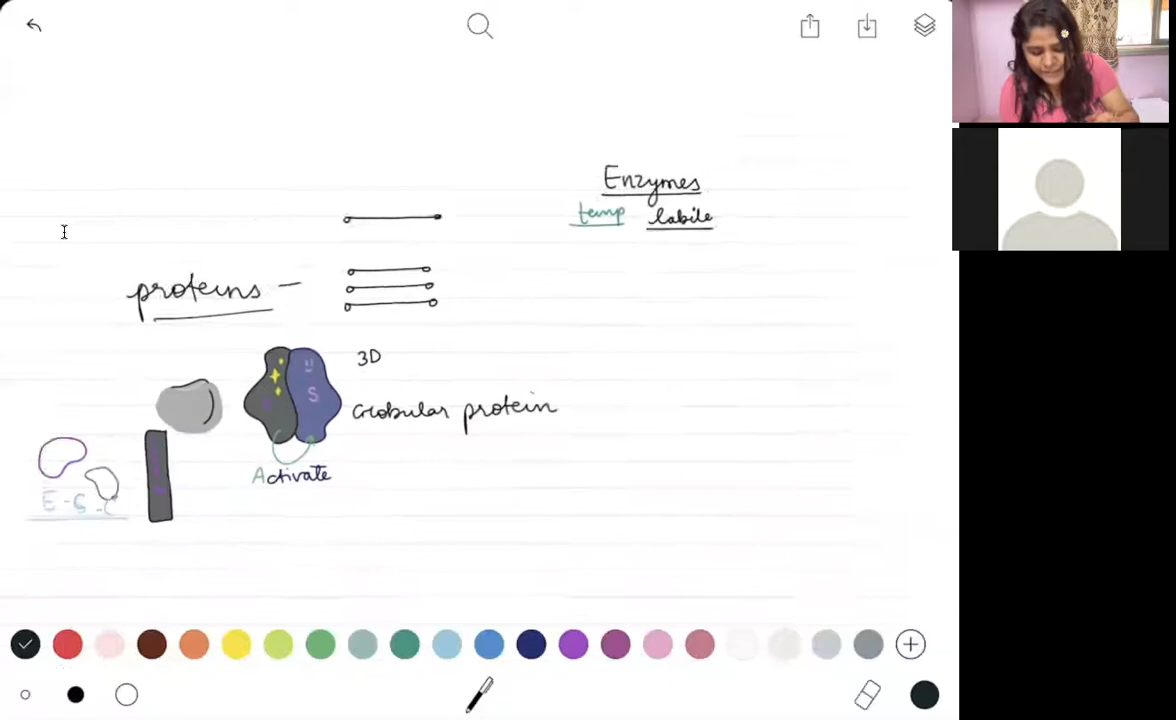 Enzymes
temp labile
proteins –
3D
S
Globular protein
Activate
E-S-C